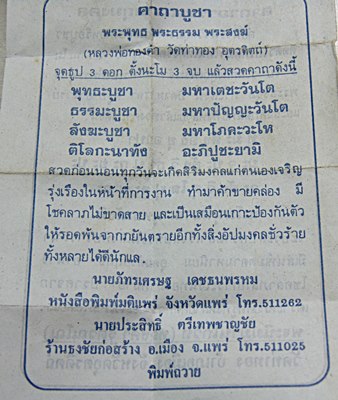 คาถาบูชา
พระพุทธ พระธรรม พระสงฆ์
(หลวงพ่อทองดำ วัดท่าทอง อุตรดิตถ์)
จุดธูป 3 ดอก ตั้งนะโม 3 จบ แล้วสวดคาถาดังนี้
พุทธะบูชา มหาเตชะวันโต
ธรรมะบูชา มหาปัญญะวันโต
สังฆะบูชา มหาโภคะวะโห
ติโลกะนาทัง อะภิปูชะยามิ
สวดก่อนนอนทุกวันจะเกิดสิริมงคลแก่ตนเองเจริญ
รุ่งเรืองในหน้าที่การงาน ทำมาค้าขายคล่อง มี
โชคลาภไม่ขาดสาย และเป็นเสมือนเกาะป้องกันตัว
ให้รอดพ้นจากภยันตรายอีกทั้งสิ่งอัปมงคลชั่วร้าย
ทั้งหลายได้ดีนักแล.
นายภัทรเศรษฐ เดชธนพรหม
หนังสือพิมพ์มติแพร่ จังหวัดแพร่ โทร.511262
นายประสิทธิ์ ตรีเทพชาญชัย
ร้านธงชัยก่อสร้าง อ.เมือง จ.แพร่ โทร.511025
พิมพ์ถวาย